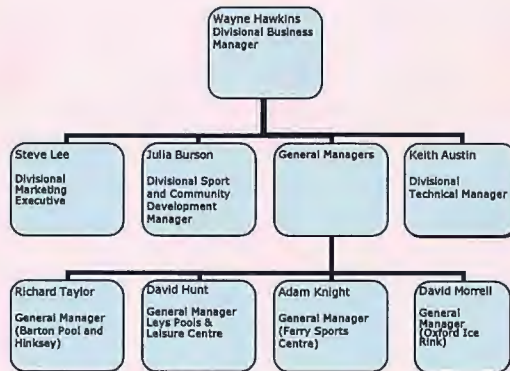 Wayne Hawkins
Divisional Business
Manager
Steve Lee
Divisional
Marketing
Executive
Julia Burson
Divisional Sport
and Community
Development
Manager
General Managers
Keith Austin
Divisional
Technical Manager
Richard Taylor
General Manager
(Barton Pool and
Hinksey)
David Hunt
General Manager
Leys Pools &
Leisure Centre
Adam Knight
General Manager
(Ferry Sports
Centre)
David Morrell
General
Manager
(Oxford Ice
Rink)